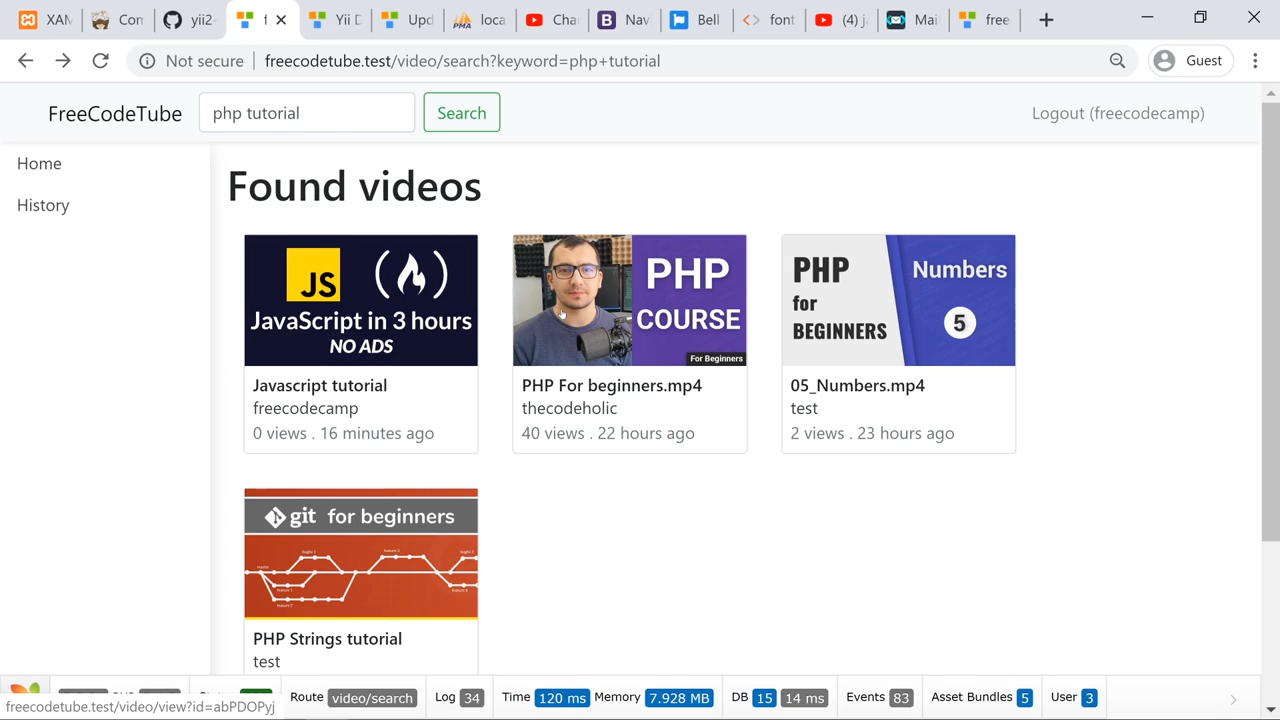 XAM
Con
yii2-
f
Yii D
Upd
loca
Cha
Nav
Bell
font
(4) j
Mai
free
Not secure
freecodetube.test/video/search?keyword=php+tutorial
Guest
FreeCodeTube
php tutorial
Search
Logout (freecodecamp)
Home
History
Found videos
JS
JavaScript in 3 hours
NO ADS
Javascript tutorial
freecodecamp
0 views . 16 minutes ago
PHP
COURSE
For Beginners
PHP For beginners.mp4
thecodeholic
40 views . 22 hours ago
PHP
for
BEGINNERS
Numbers
5
05_Numbers.mp4
test
2 views . 23 hours ago
git for beginners
PHP Strings tutorial
test
Route video/search Log 34 Time 120 ms Memory 7.928 MB DB 15 14 ms Events 83 Asset Bundles 5 User 3
freecodetube.test/video/view?id=abPDOPyj